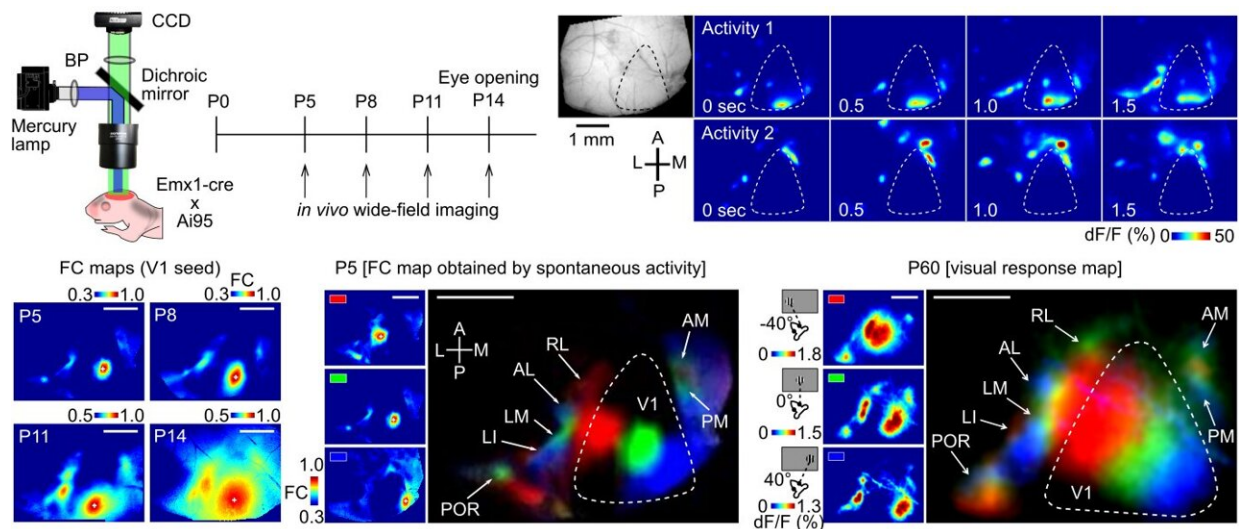 CCD
BP
Dichroic
mirror
Mercury
lamp
Emx1-cre
x
Ai95
Eye opening
P0
P5
P8
P11
P14
in vivo wide-field imaging
1 mm
A
L
M
P
Activity 1
0 sec
0.5
1.0
1.5
Activity 2
0 sec
0.5
1.0
1.5
dF/F (%) 0 50
FC maps (V1 seed)
0.3 1.0
0.3 FC 1.0
P5
P8
0.5 1.0
0.5 1.0
P11
P14
P5 [FC map obtained by spontaneous activity]
1.0
FC
0.3
A
L
M
P
RL
AL
LM
LI
POR
V1
AM
PM
P60 [visual response map]
-40°
0 1.8
0°
0 1.5
40°
0 1.3
dF/F (%)
RL
AL
LM
LI
POR
V1
AM
PM